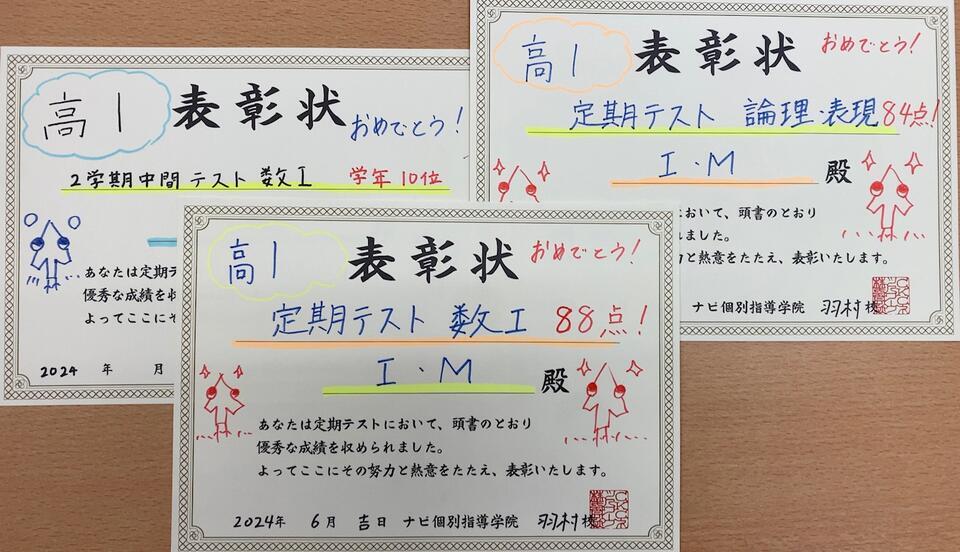 高1 表彰状 おめでとう!
2学期中間テスト 数I 学年10位
あなたは定期テ
優秀な成績を収
よってここにそ
2024 年 月
高1 表彰状 おめでとう!
定期テスト 論理・表現 84点!
I・M 殿
において、頭書のとおり
れました。
力と熱意をたたえ、表彰いたします。
ナビ個別指導学院 羽村校
高1 表彰状 おめでとう!
定期テスト 数I 88点!
I・M 殿
あなたは定期テストにおいて、頭書のとおり
優秀な成績を収められました。
よってここにその努力と熱意をたたえ、表彰いたします。
2024年 6月 吉日 ナビ個別指導学院 羽村校